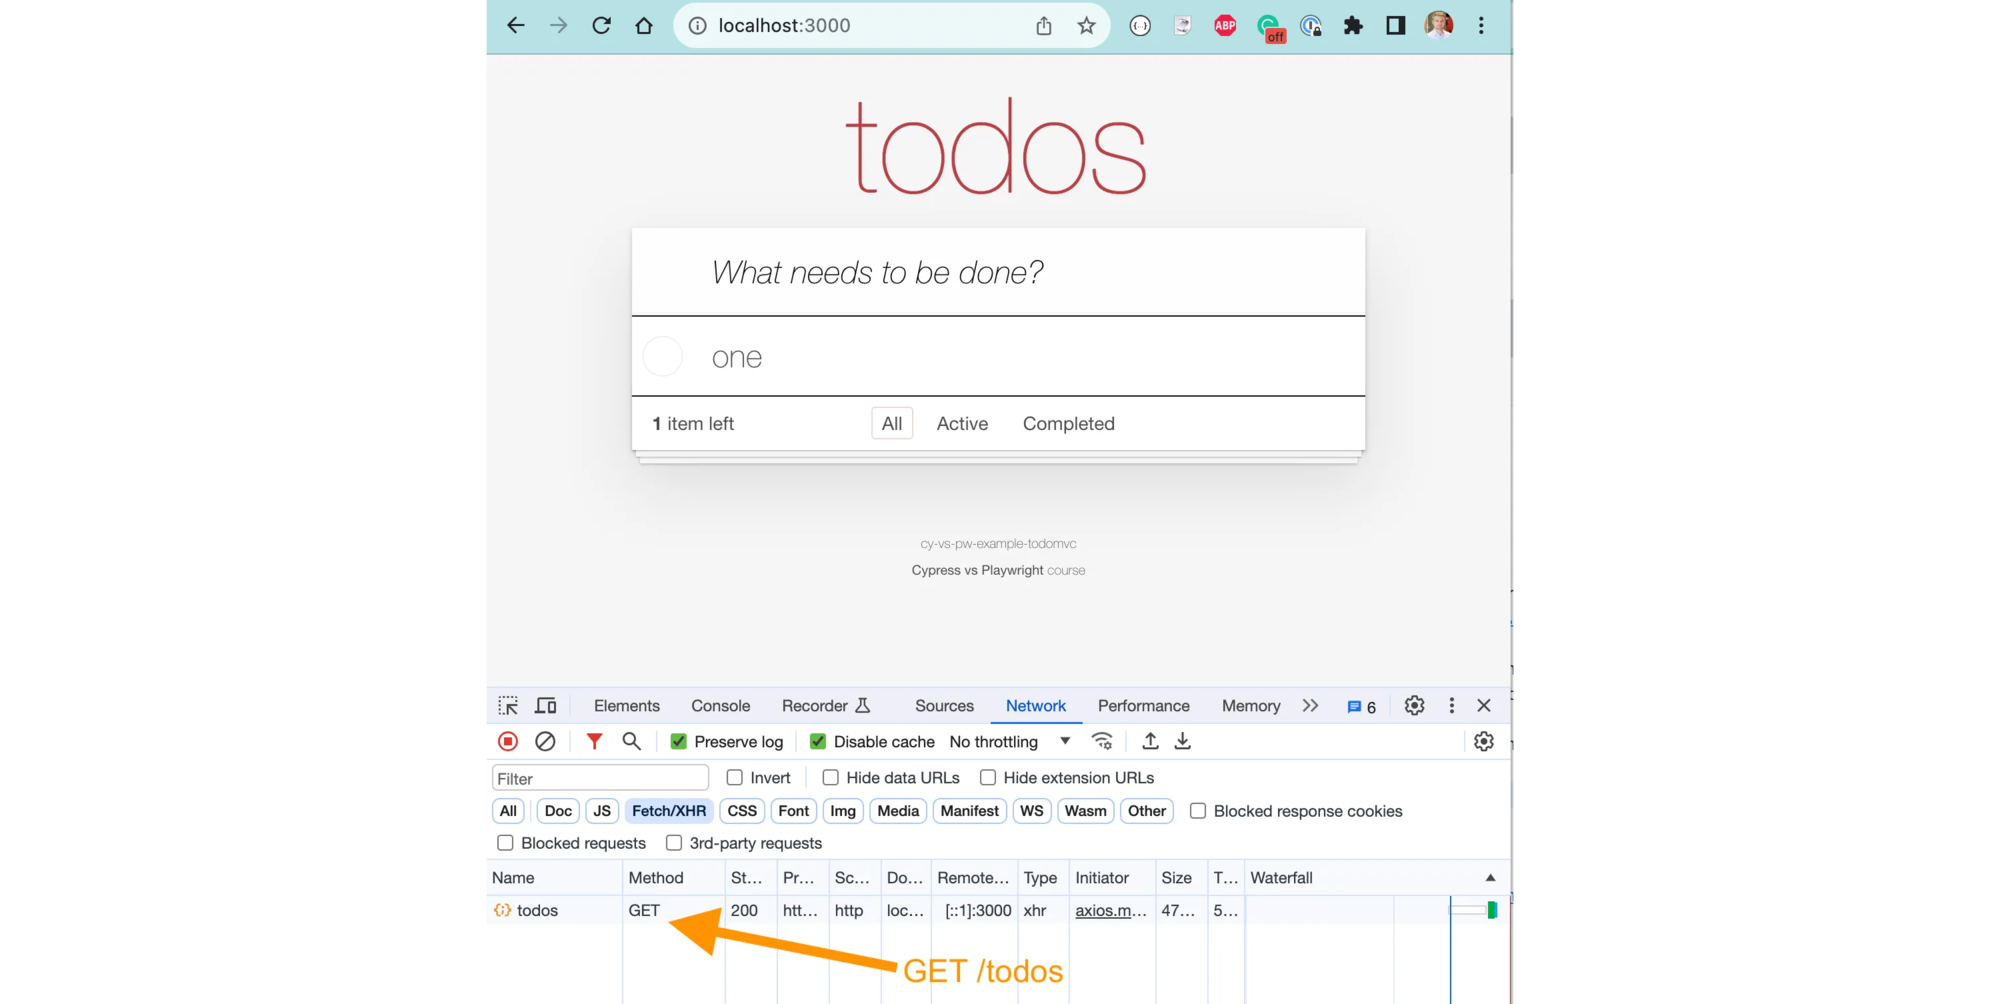 localhost:3000
ABP
off
todos
What needs to be done?
one
1 item left All Active Completed
cy-vs-pw-example-todomvc
Cypress vs Playwright course
Elements Console Recorder Sources Network Performance Memory 6
Preserve log Disable cache No throttling
Filter Invert Hide data URLs Hide extension URLs
All Doc JS Fetch/XHR CSS Font Img Media Manifest WS Wasm Other Blocked response cookies
Blocked requests 3rd-party requests
Name Method St... Pr... Sc... Do... Remote... Type Initiator Size T... Waterfall
todos GET 200 htt... http loc... [::1]:3000 xhr axios.m... 47... 5...
GET /todos